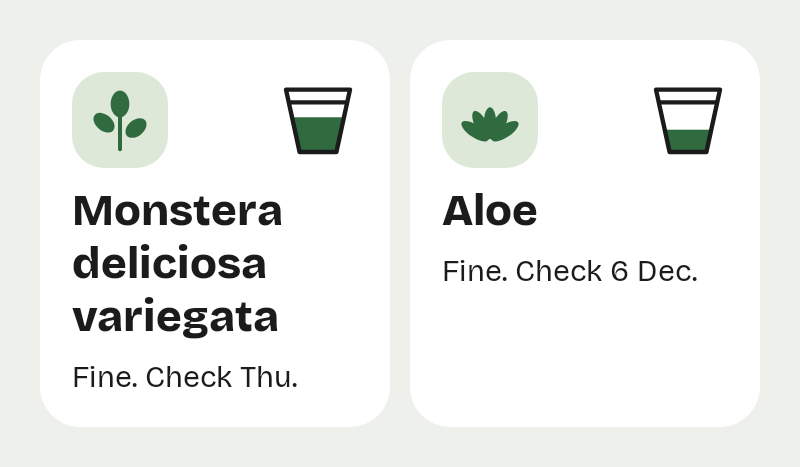 Monstera
deliciosa
variegata
Fine. Check Thu.
Aloe
Fine. Check 6 Dec.